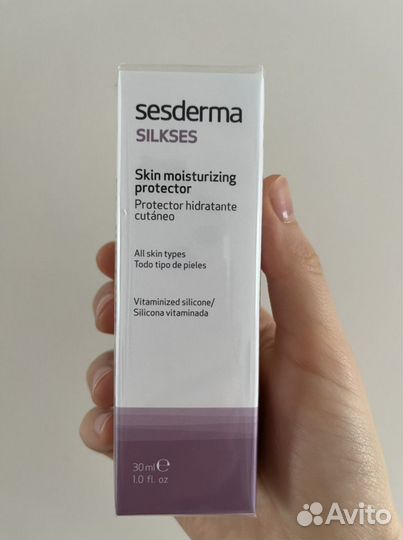 sesderma
SILKSES
Skin moisturizing
protector
Protector hidratante
cutáneo
All skin types
Todo tipo de pieles
Vitaminized silicone/
Silicona vitaminada
30 ml ℮
1.0 fl. oz
Avito